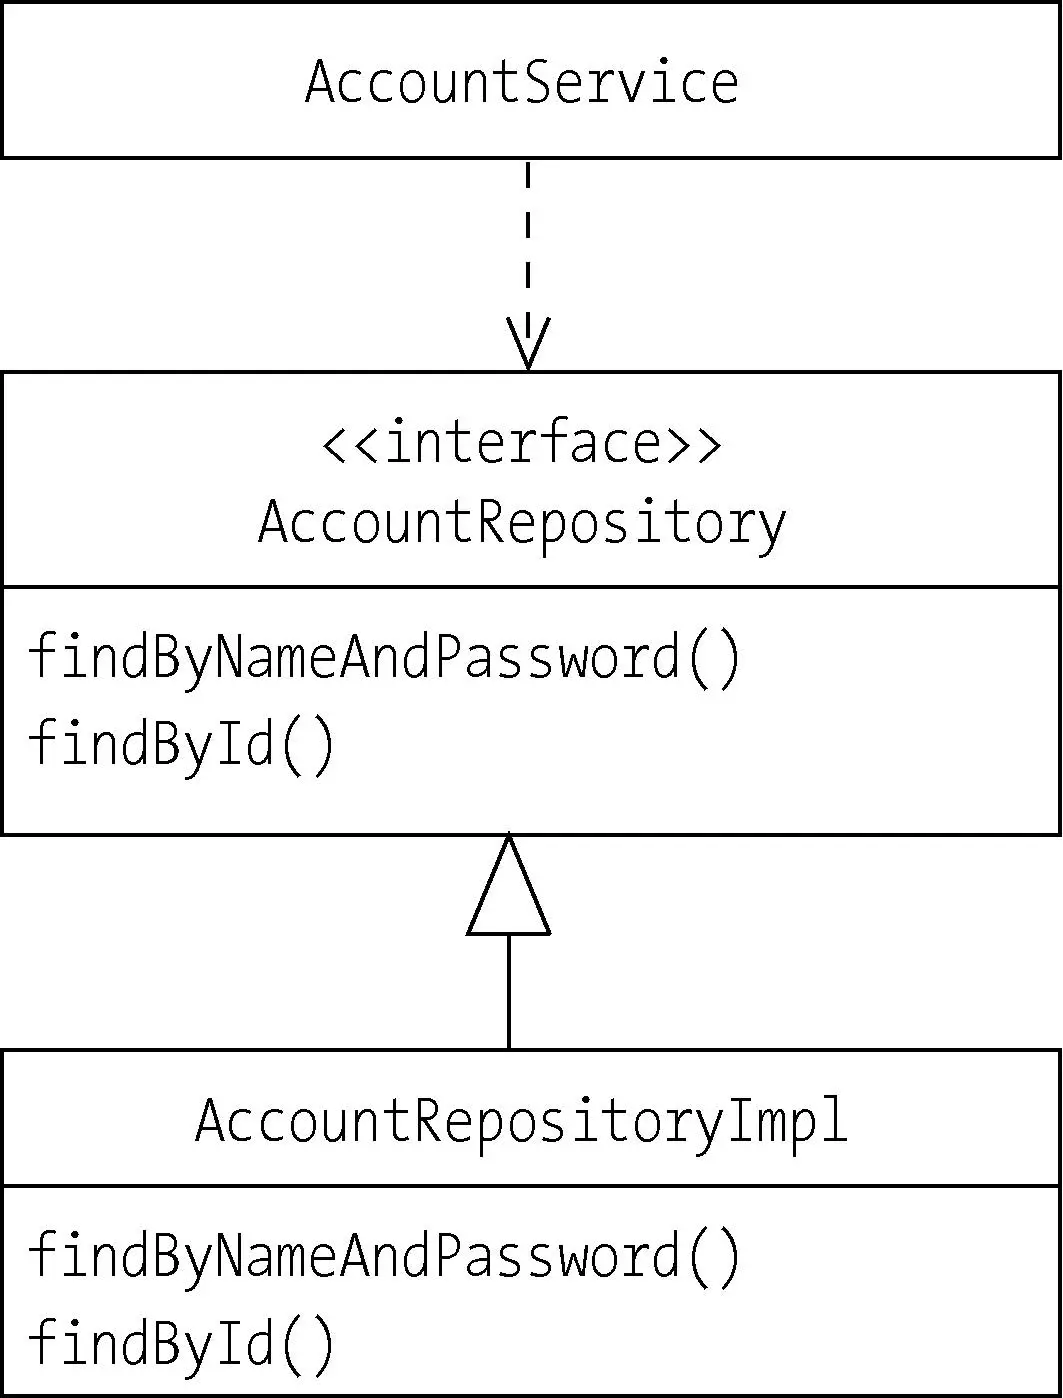 AccountService
<<interface>>
AccountRepository
findByNameAndPassword()
findById()
AccountRepositoryImpl
findByNameAndPassword()
findById()